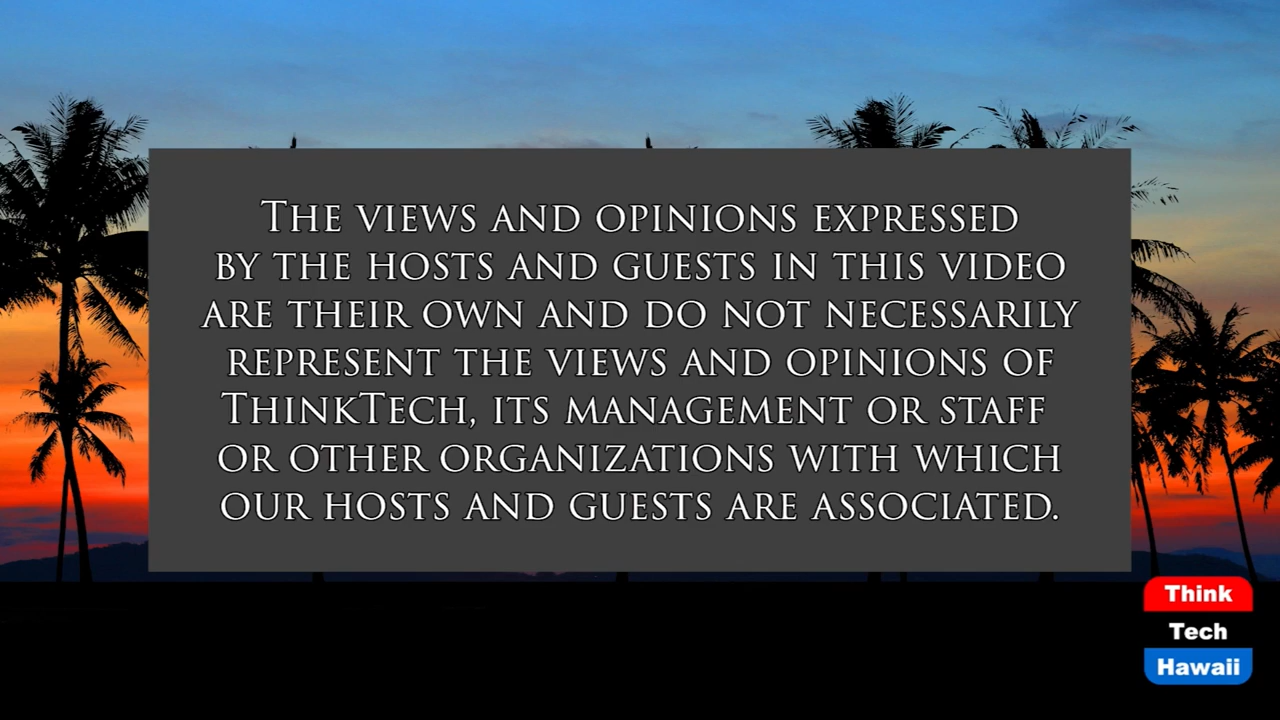 The views and opinions expressed
by the hosts and guests in this video
are their own and do not necessarily
represent the views and opinions of
ThinkTech, its management or staff
or other organizations with which
our hosts and guests are associated.
Think
Tech
Hawaii